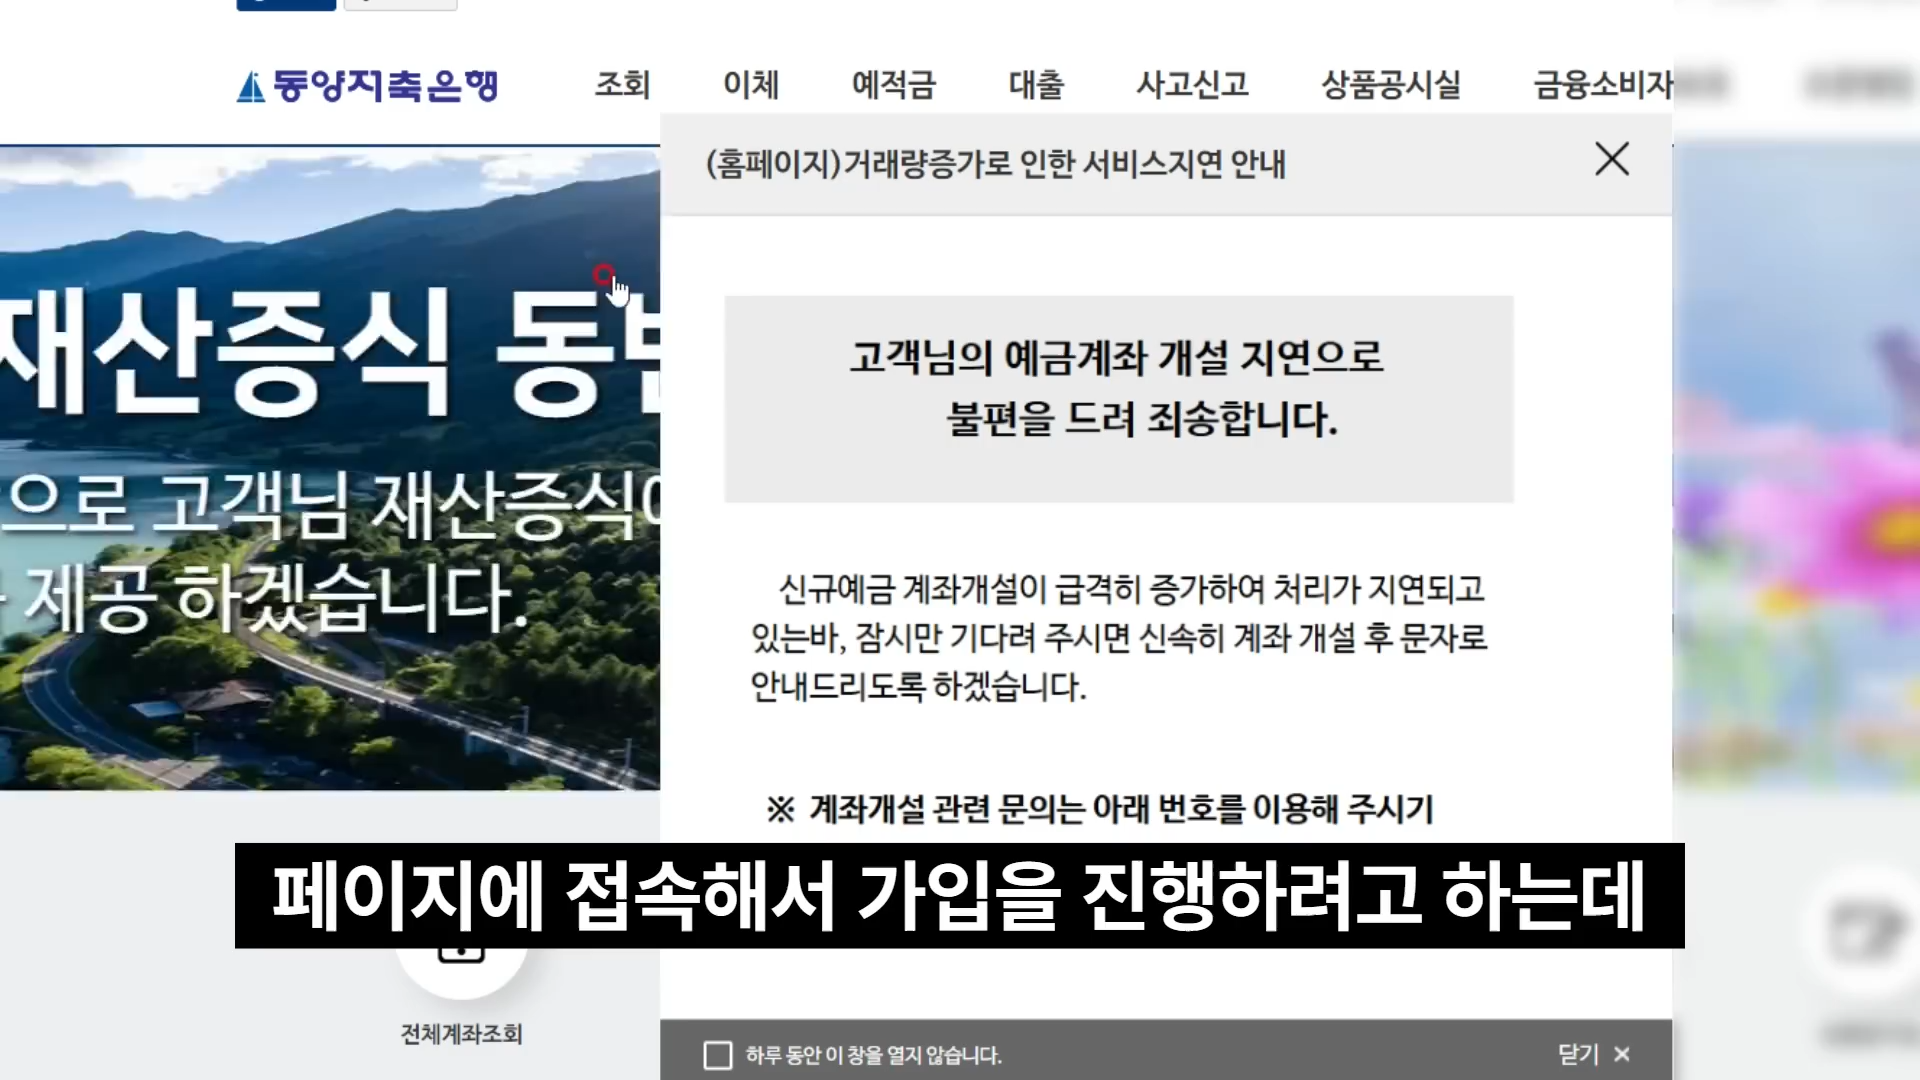 동양저축은행
조회 이체 예적금 대출 사고신고 상품공시실 금융소비자
(홈페이지)거래량증가로 인한 서비스지연 안내
재산증식 동반
으로 고객님 재산증식에
제공 하겠습니다.
고객님의 예금계좌 개설 지연으로
불편을 드려 죄송합니다.
신규예금 계좌개설이 급격히 증가하여 처리가 지연되고
있는바, 잠시만 기다려 주시면 신속히 계좌 개설 후 문자로
안내드리도록 하겠습니다.
※ 계좌개설 관련 문의는 아래 번호를 이용해 주시기
페이지에 접속해서 가입을 진행하려고 하는데
전체계좌조회
하루 동안 이 창을 열지 않습니다.
닫기 ×